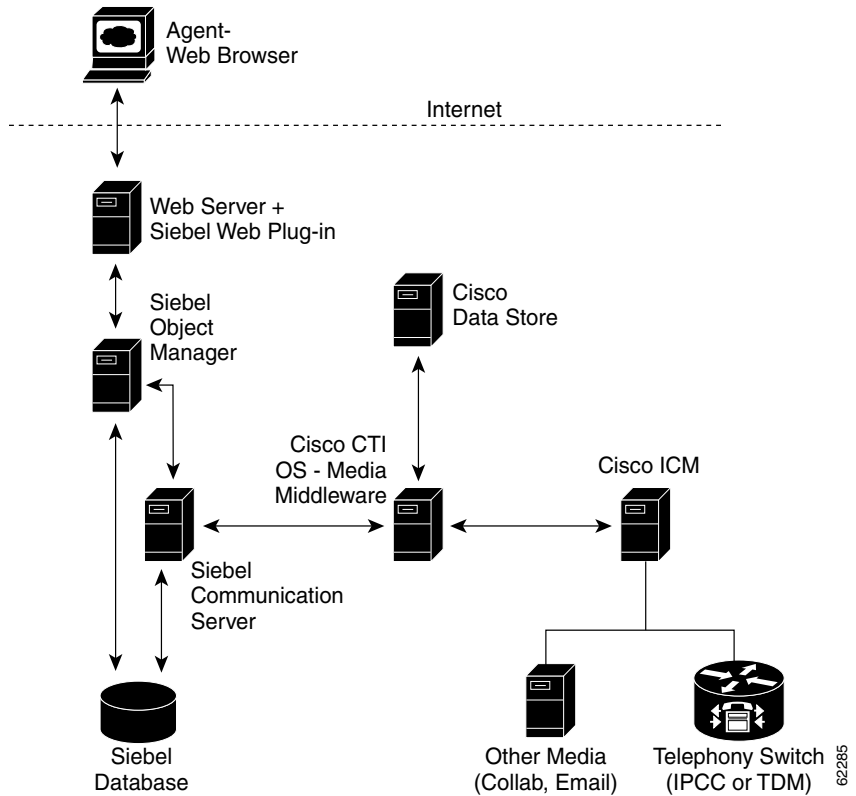 Agent-
Web Browser
Internet
Web Server +
Siebel Web Plug-in
Siebel
Object
Manager
Cisco
Data Store
Cisco CTI
OS - Media
Middleware
Cisco ICM
Siebel
Communication
Server
Siebel
Database
Other Media
(Collab, Email)
Telephony Switch
(IPCC or TDM)
62285